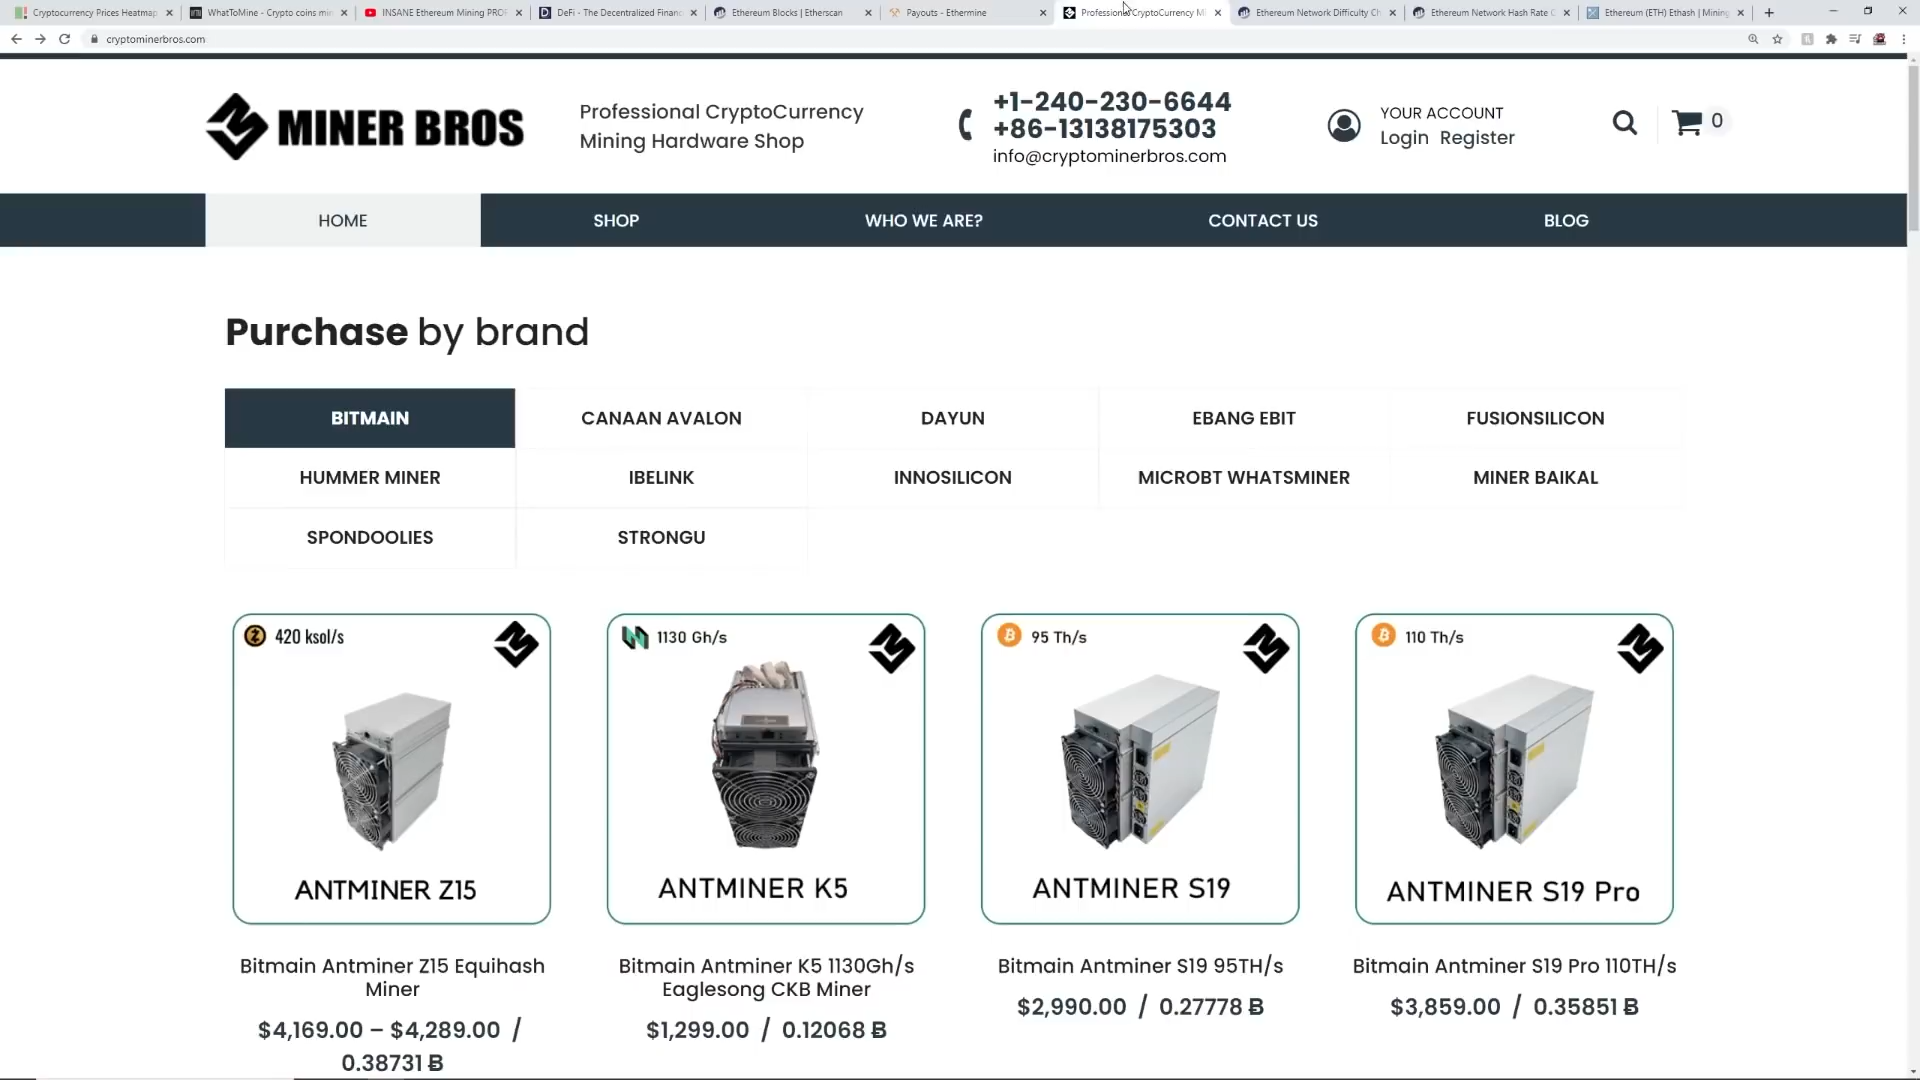 Cryptocurrency Prices Heatmap
WhatToMine - Crypto coins min
INSANE Ethereum Mining PROF
DeFi - The Decentralized Financ
Ethereum Blocks | Etherscan
Payouts - Ethermine
Professional CryptoCurrency Mi
Ethereum Network Difficulty Ch
Ethereum Network Hash Rate C
Ethereum (ETH) Ethash | Mining
cryptominerbros.com
MINER BROS
Professional CryptoCurrency
Mining Hardware Shop
+1-240-230-6644
+86-13138175303
info@cryptominerbros.com
YOUR ACCOUNT
Login Register
0
HOME
SHOP
WHO WE ARE?
CONTACT US
BLOG
Purchase by brand
BITMAIN
CANAAN AVALON
DAYUN
EBANG EBIT
FUSIONSILICON
HUMMER MINER
IBELINK
INNOSILICON
MICROBT WHATSMINER
MINER BAIKAL
SPONDOOLIES
STRONGU
420 ksol/s
ANTMINER Z15
Bitmain Antminer Z15 Equihash
Miner
$4,169.00 – $4,289.00 /
0.38731 Ƀ
1130 Gh/s
ANTMINER K5
Bitmain Antminer K5 1130Gh/s
Eaglesong CKB Miner
$1,299.00 / 0.12068 Ƀ
95 Th/s
ANTMINER S19
Bitmain Antminer S19 95TH/s
$2,990.00 / 0.27778 Ƀ
110 Th/s
ANTMINER S19 Pro
Bitmain Antminer S19 Pro 110TH/s
$3,859.00 / 0.35851 Ƀ